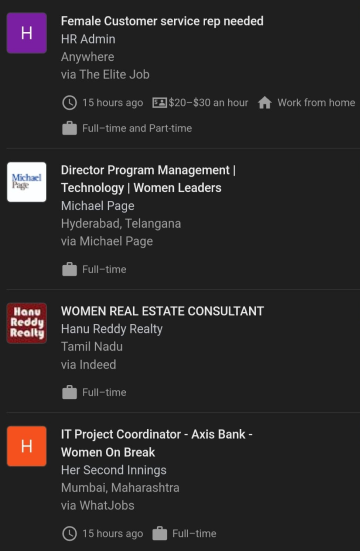 H
Female Customer service rep needed
HR Admin
Anywhere
via The Elite Job
15 hours ago $20–$30 an hour Work from home
Full–time and Part-time
Michael
Page
Director Program Management |
Technology | Women Leaders
Michael Page
Hyderabad, Telangana
via Michael Page
Full–time
Hanu
Reddy
Realty
WOMEN REAL ESTATE CONSULTANT
Hanu Reddy Realty
Tamil Nadu
via Indeed
Full–time
H
IT Project Coordinator - Axis Bank -
Women On Break
Her Second Innings
Mumbai, Maharashtra
via WhatJobs
15 hours ago Full–time